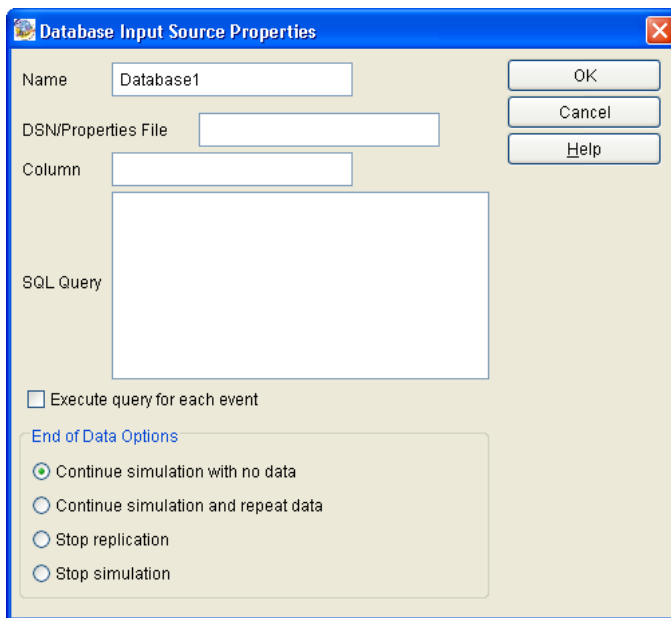 Database Input Source Properties
Name Database1
OK
Cancel
DSN/Properties File
Help
Column
SQL Query
Execute query for each event
End of Data Options
Continue simulation with no data
Continue simulation and repeat data
Stop replication
Stop simulation